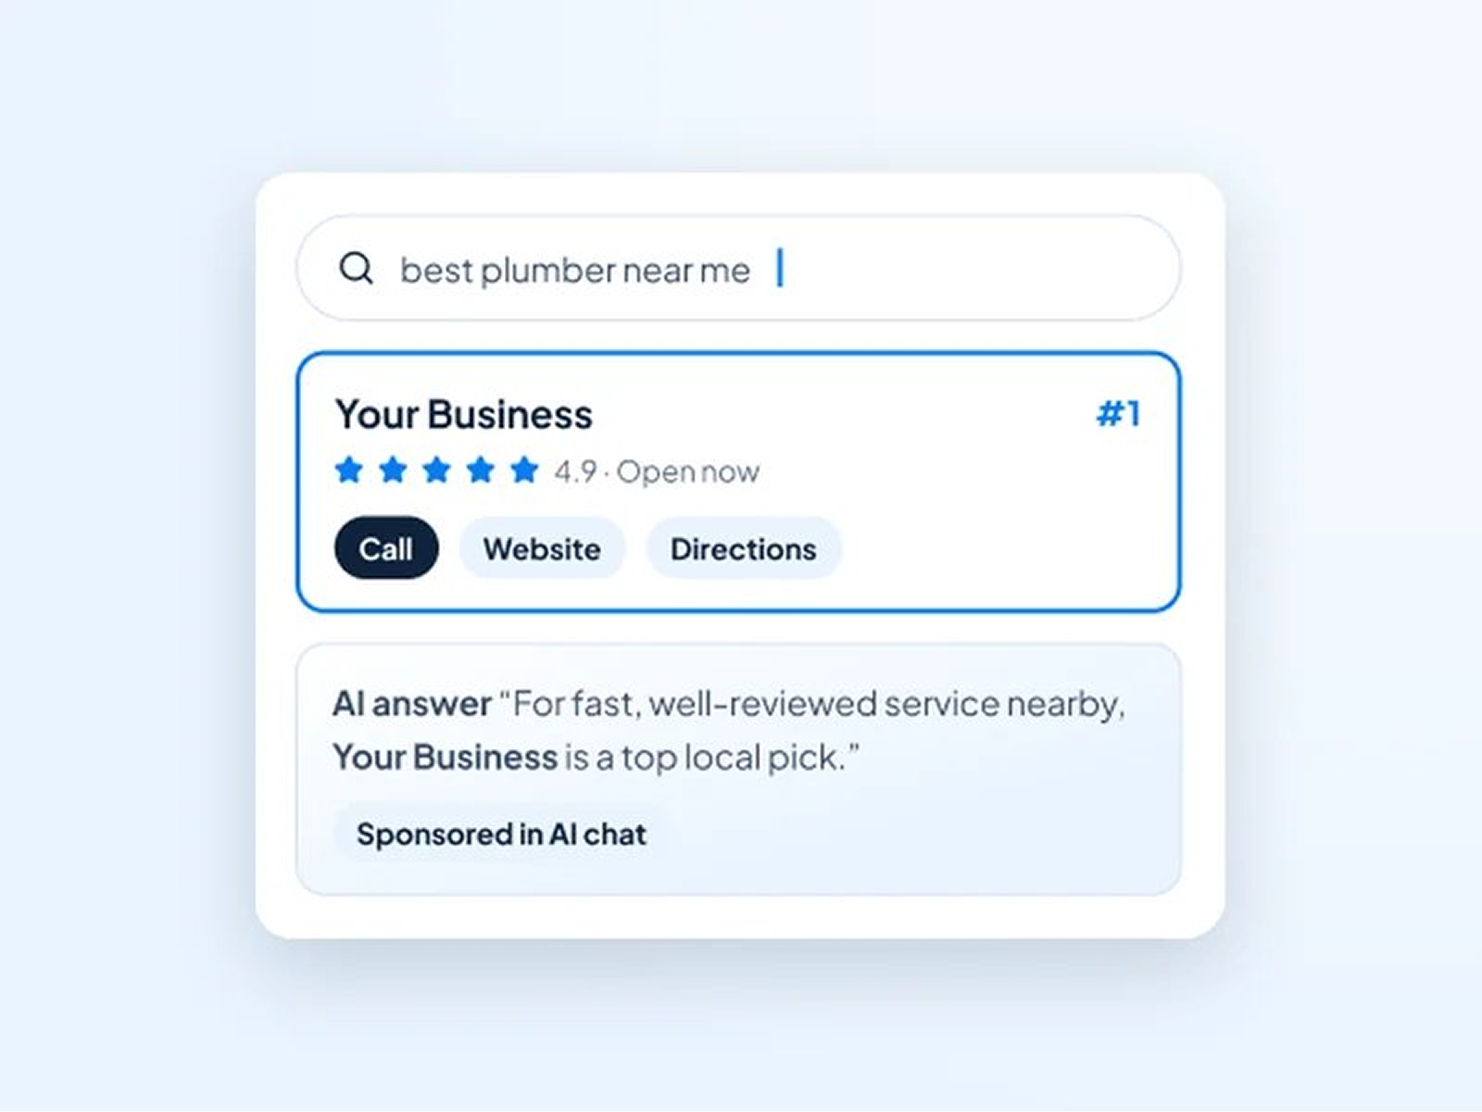 best plumber near me
Your Business
#1
4.9 · Open now
Call
Website
Directions
AI answer “For fast, well-reviewed service nearby,
Your Business is a top local pick.”
Sponsored in AI chat